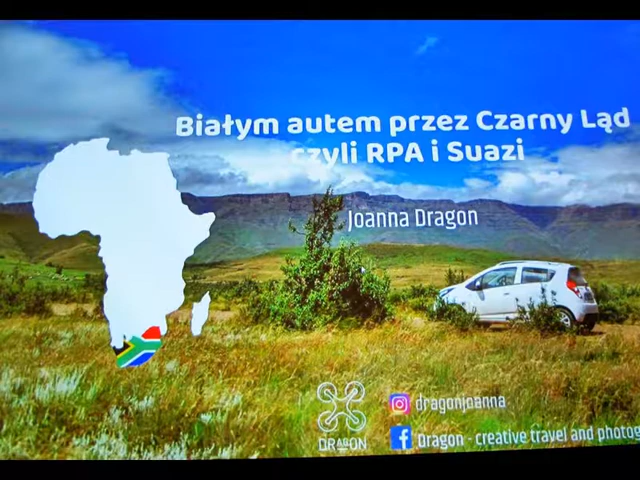 Białym autem przez Czarny Ląd
czyli RPA i Suazi
Joanna Dragon
DRAGON
dragonjoanna
Dragon - creative travel and photog